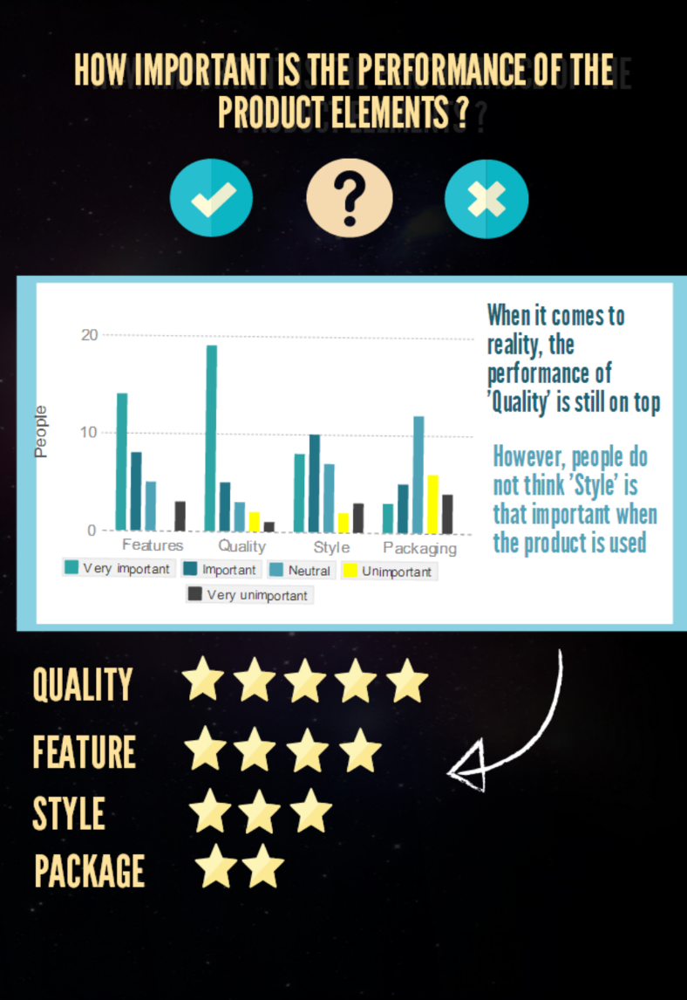 HOW IMPORTANT IS THE PERFORMANCE OF THE
PRODUCT ELEMENTS ?
?
When it comes to
reality, the
performance of
'Quality' is still on top
However, people do
not think 'Style' is
that important when
the product is used
People
20
10
0
Features Quality Style Packaging
Very important Important Neutral Unimportant
Very unimportant
QUALITY
FEATURE
STYLE
PACKAGE